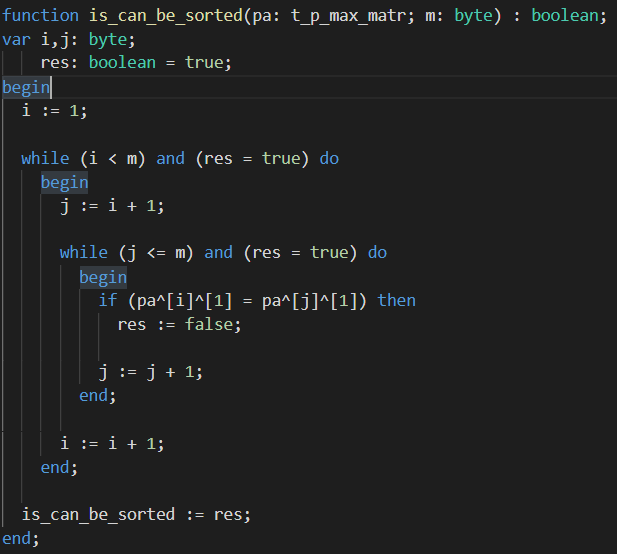 function is_can_be_sorted(pa: t_p_max_matr; m: byte) : boolean;
var i,j: byte;
    res: boolean = true;
begin
  i := 1;

  while (i < m) and (res = true) do
    begin
      j := i + 1;

      while (j <= m) and (res = true) do
        begin
          if (pa^[i]^[1] = pa^[j]^[1]) then
            res := false;

          j := j + 1;
        end;

      i := i + 1;
    end;

  is_can_be_sorted := res;
end;